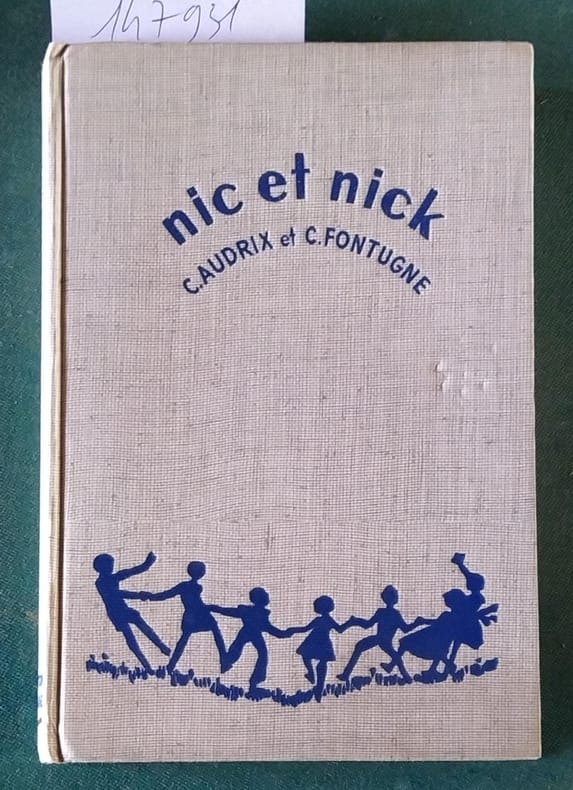 147931
nic et nick
C.AUDRIX et C.FONTUGNE